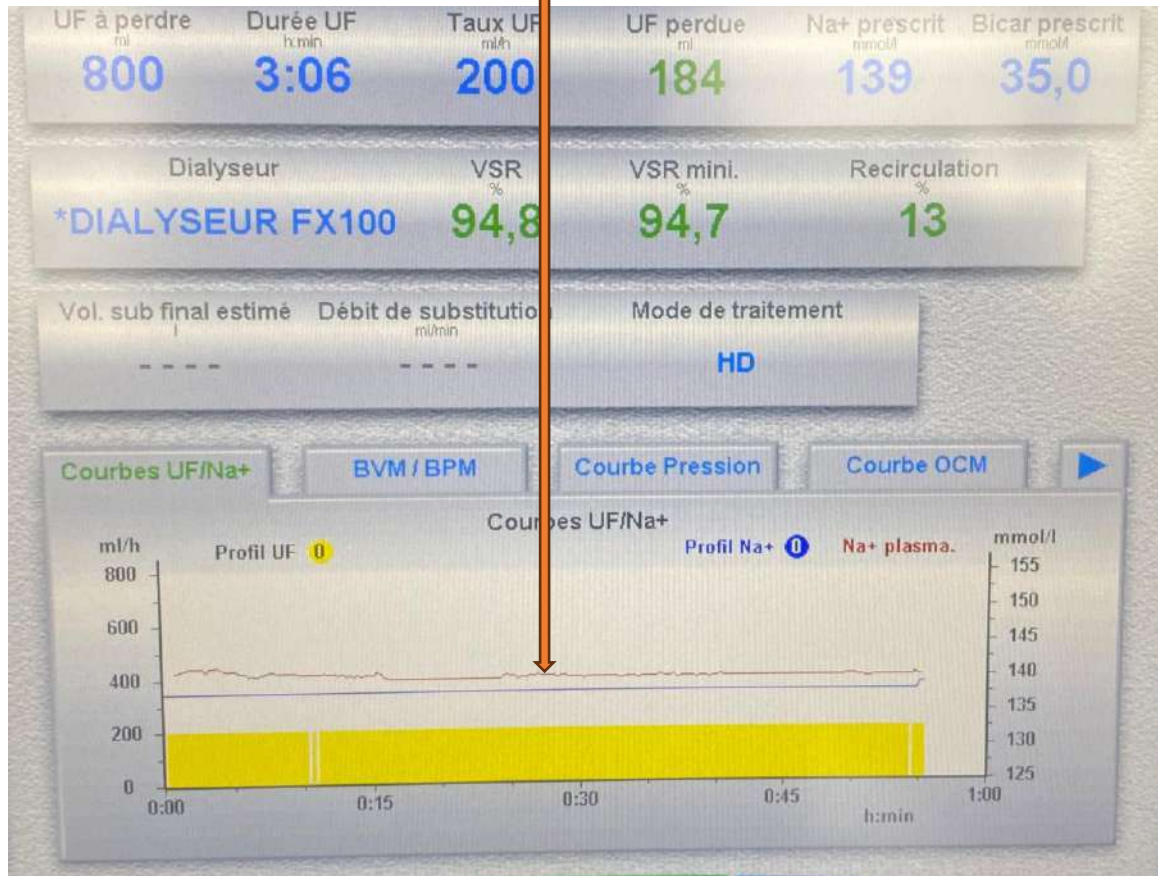 UF à perdre Durée UF Taux UF UF perdue Na+ prescrit Bicar prescrit
ml h:min ml/h ml mmol/l mmol/l
800 3:06 200 184 139 35,0
Dialyseur VSR VSR mini. Recirculation
% % %
*DIALYSEUR FX100 94,8 94,7 13
Vol. sub final estimé Débit de substitution Mode de traitement
l ml/min
---- ---- HD
Courbes UF/Na+ BVM / BPM Courbe Pression Courbe OCM
Courbes UF/Na+
ml/h Profil UF 0 Profil Na+ 0 Na+ plasma. mmol/l
800 155
150
600 145
400 140
135
200 130
0 125
0:00 0:15 0:30 0:45 1:00
h:min